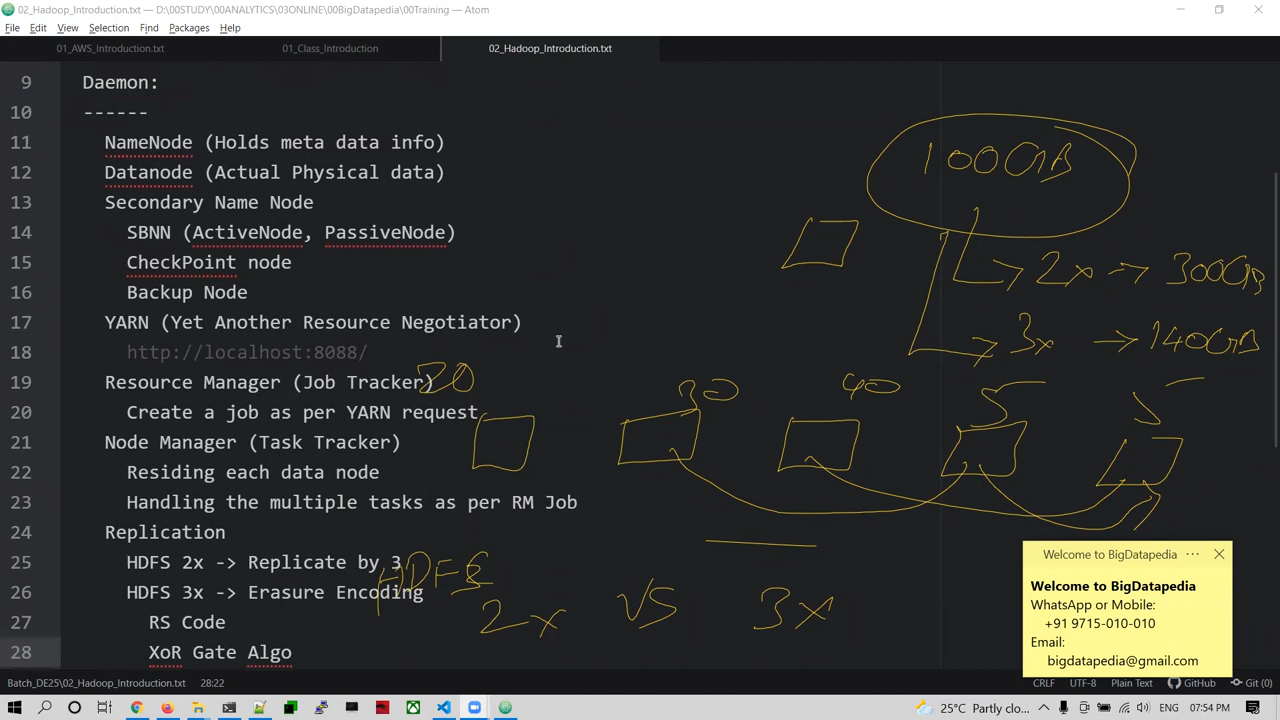 02_Hadoop_Introduction.txt — D:\00STUDY\00ANALYTICS\03ONLINE\00BigDatapedia\00Training — Atom
File Edit View Selection Find Packages Help
01_AWS_Introduction.txt 01_Class_Introduction 02_Hadoop_Introduction.txt
9 Daemon:
10 ------
11 NameNode (Holds meta data info)
12 Datanode (Actual Physical data)
13 Secondary Name Node
14 SBNN (ActiveNode, PassiveNode)
15 CheckPoint node
16 Backup Node
17 YARN (Yet Another Resource Negotiator)
18 http://localhost:8088/
19 Resource Manager (Job Tracker)
20 Create a job as per YARN request
21 Node Manager (Task Tracker)
22 Residing each data node
23 Handling the multiple tasks as per RM Job
24 Replication
25 HDFS 2x -> Replicate by 3
26 HDFS 3x -> Erasure Encoding
27 RS Code
28 XoR Gate Algo
100GB
2x → 300GB
3x → 140GB
20 30 40 5 5
HDFS
2x VS 3x
Welcome to BigDatapedia ···
Welcome to BigDatapedia
WhatsApp or Mobile:
+91 9715-010-010
Email:
bigdatapedia@gmail.com
Batch_DE25\02_Hadoop_Introduction.txt 28:22 CRLF UTF-8 Plain Text GitHub Git (0)
25°C Partly clo... ENG 07:54 PM